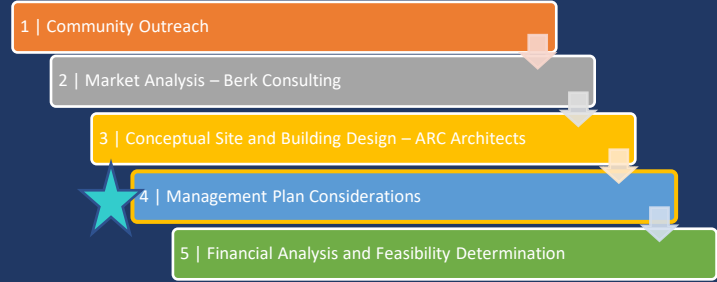 1 | Community Outreach
2 | Market Analysis – Berk Consulting
3 | Conceptual Site and Building Design – ARC Architects
4 | Management Plan Considerations
5 | Financial Analysis and Feasibility Determination